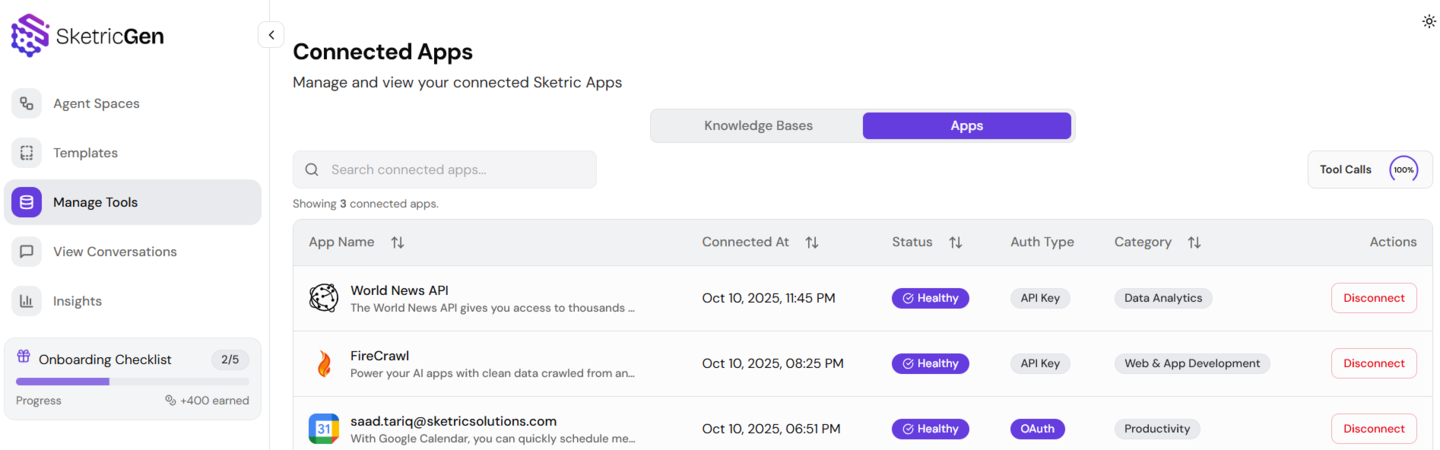 SketricGen
Agent Spaces
Templates
Manage Tools
View Conversations
Insights
Onboarding Checklist 2/5
Progress +400 earned
Connected Apps
Manage and view your connected Sketric Apps
Knowledge Bases Apps
Search connected apps...
Tool Calls 100%
Showing 3 connected apps.
App Name Connected At Status Auth Type Category Actions
World News API
The World News API gives you access to thousands ...
Oct 10, 2025, 11:45 PM Healthy API Key Data Analytics Disconnect
FireCrawl
Power your AI apps with clean data crawled from an...
Oct 10, 2025, 08:25 PM Healthy API Key Web & App Development Disconnect
31
saad.tariq@sketricsolutions.com
With Google Calendar, you can quickly schedule me...
Oct 10, 2025, 06:51 PM Healthy OAuth Productivity Disconnect